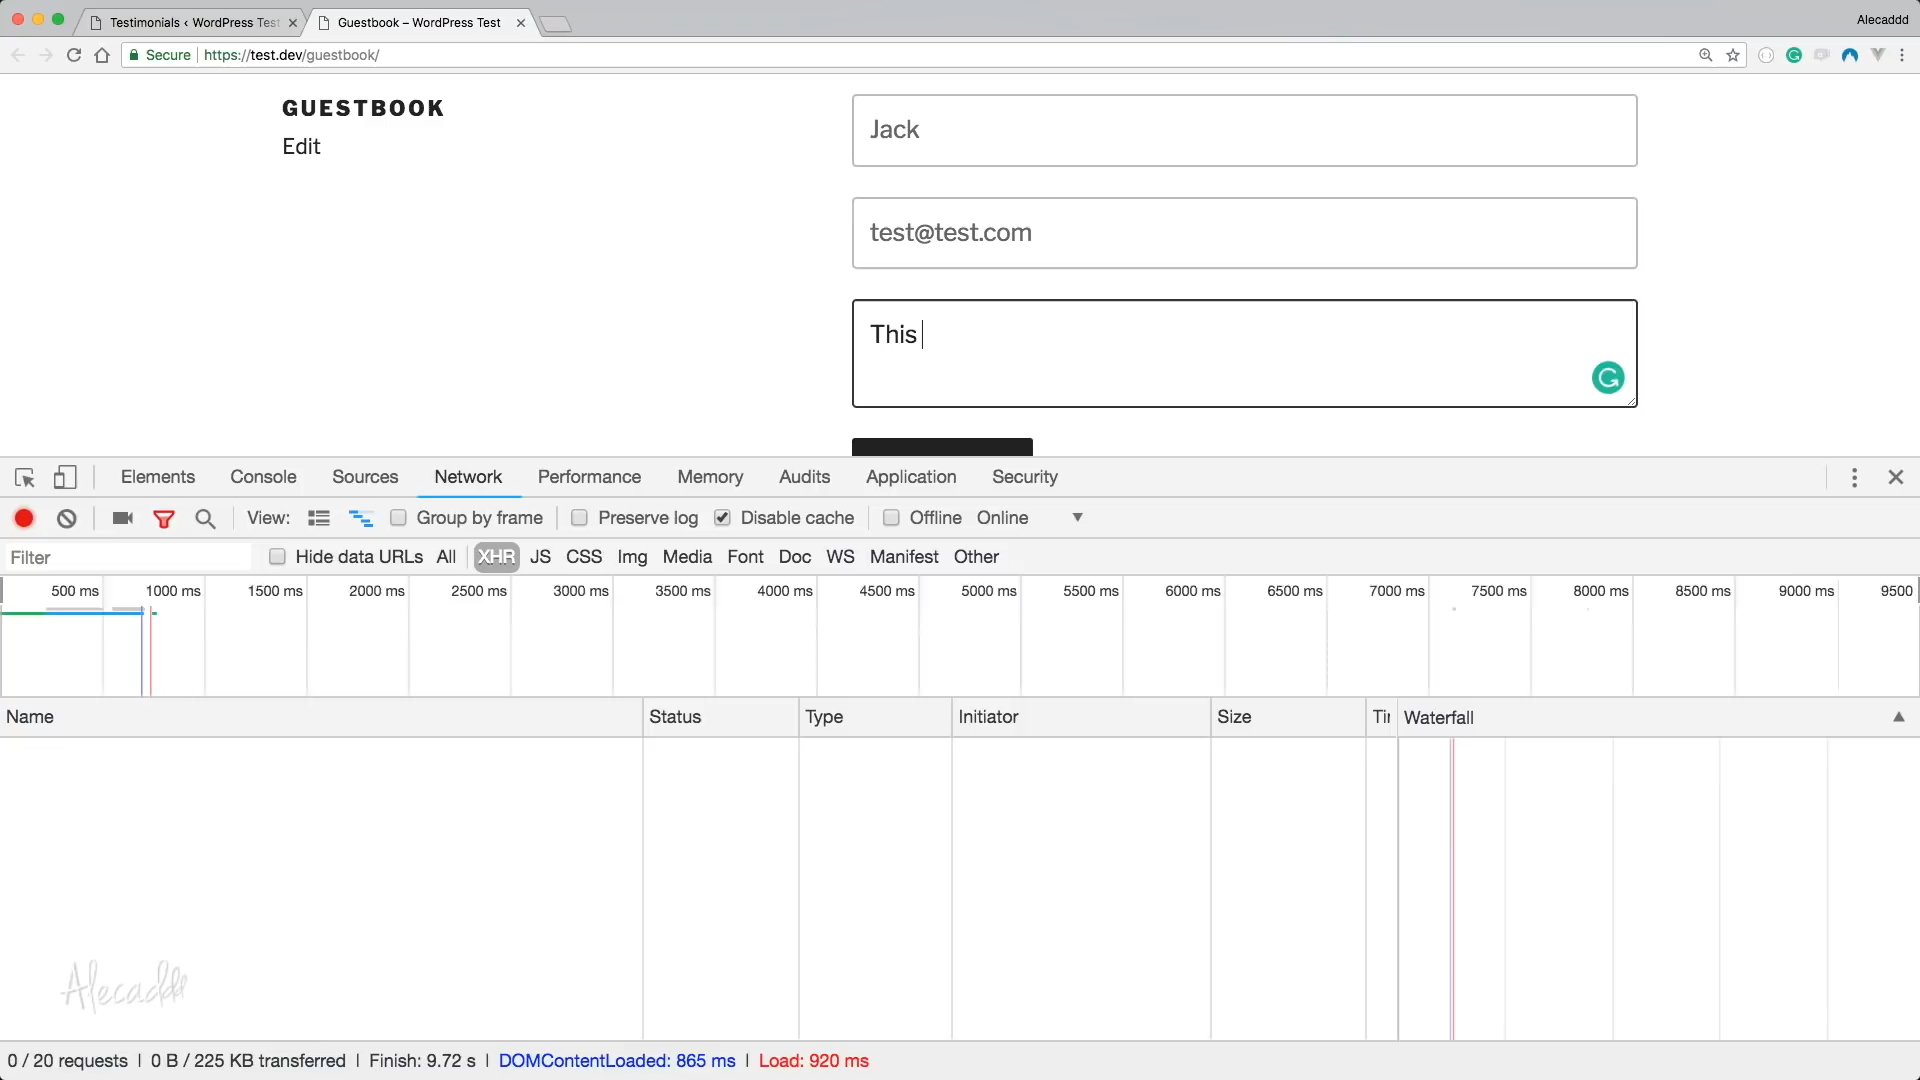 Testimonials ‹ WordPress Test
Guestbook – WordPress Test
Alecaddd
Secure https://test.dev/guestbook/
GUESTBOOK
Edit
Jack
test@test.com
This
Elements Console Sources Network Performance Memory Audits Application Security
View: Group by frame Preserve log Disable cache Offline Online
Filter Hide data URLs All XHR JS CSS Img Media Font Doc WS Manifest Other
500 ms 1000 ms 1500 ms 2000 ms 2500 ms 3000 ms 3500 ms 4000 ms 4500 ms 5000 ms 5500 ms 6000 ms 6500 ms 7000 ms 7500 ms 8000 ms 8500 ms 9000 ms 9500
Name Status Type Initiator Size Tir Waterfall
Alecaddd
0 / 20 requests | 0 B / 225 KB transferred | Finish: 9.72 s | DOMContentLoaded: 865 ms | Load: 920 ms